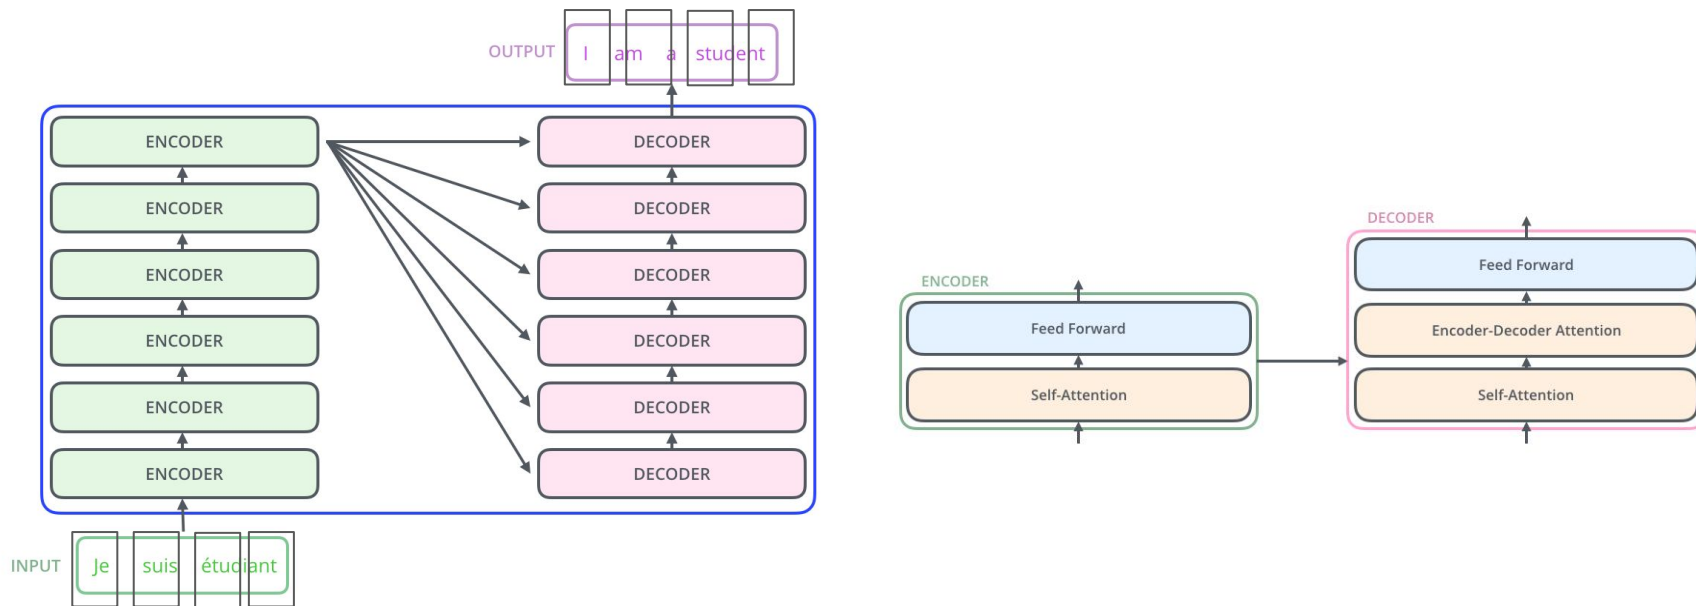 OUTPUT
I am a student
ENCODER
ENCODER
ENCODER
ENCODER
ENCODER
ENCODER
DECODER
DECODER
DECODER
DECODER
DECODER
DECODER
INPUT
Je suis étudiant
ENCODER
Feed Forward
Self-Attention
DECODER
Feed Forward
Encoder-Decoder Attention
Self-Attention